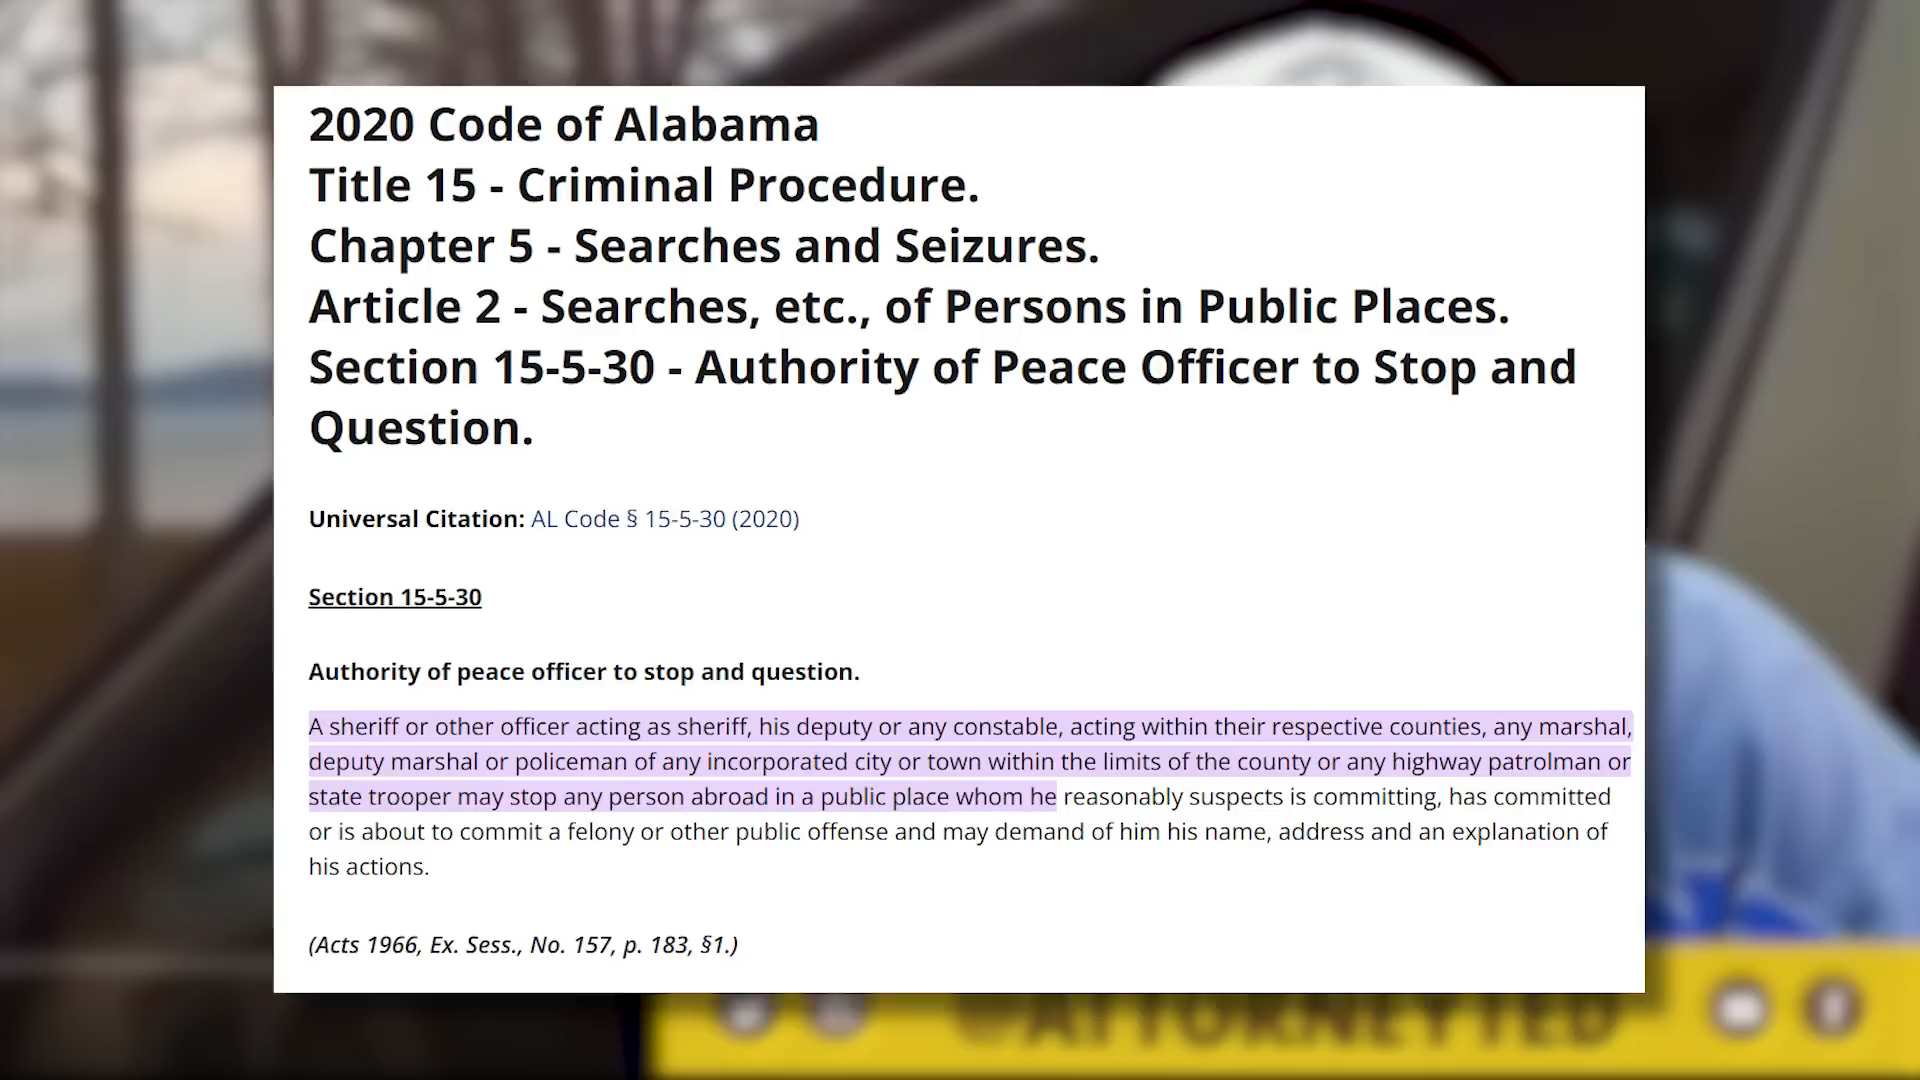 2020 Code of Alabama
Title 15 - Criminal Procedure.
Chapter 5 - Searches and Seizures.
Article 2 - Searches, etc., of Persons in Public Places.
Section 15-5-30 - Authority of Peace Officer to Stop and
Question.
Universal Citation: AL Code § 15-5-30 (2020)
Section 15-5-30
Authority of peace officer to stop and question.
A sheriff or other officer acting as sheriff, his deputy or any constable, acting within their respective counties, any marshal,
deputy marshal or policeman of any incorporated city or town within the limits of the county or any highway patrolman or
state trooper may stop any person abroad in a public place whom he reasonably suspects is committing, has committed
or is about to commit a felony or other public offense and may demand of him his name, address and an explanation of
his actions.
(Acts 1966, Ex. Sess., No. 157, p. 183, §1.)
@ATTORNEYTED